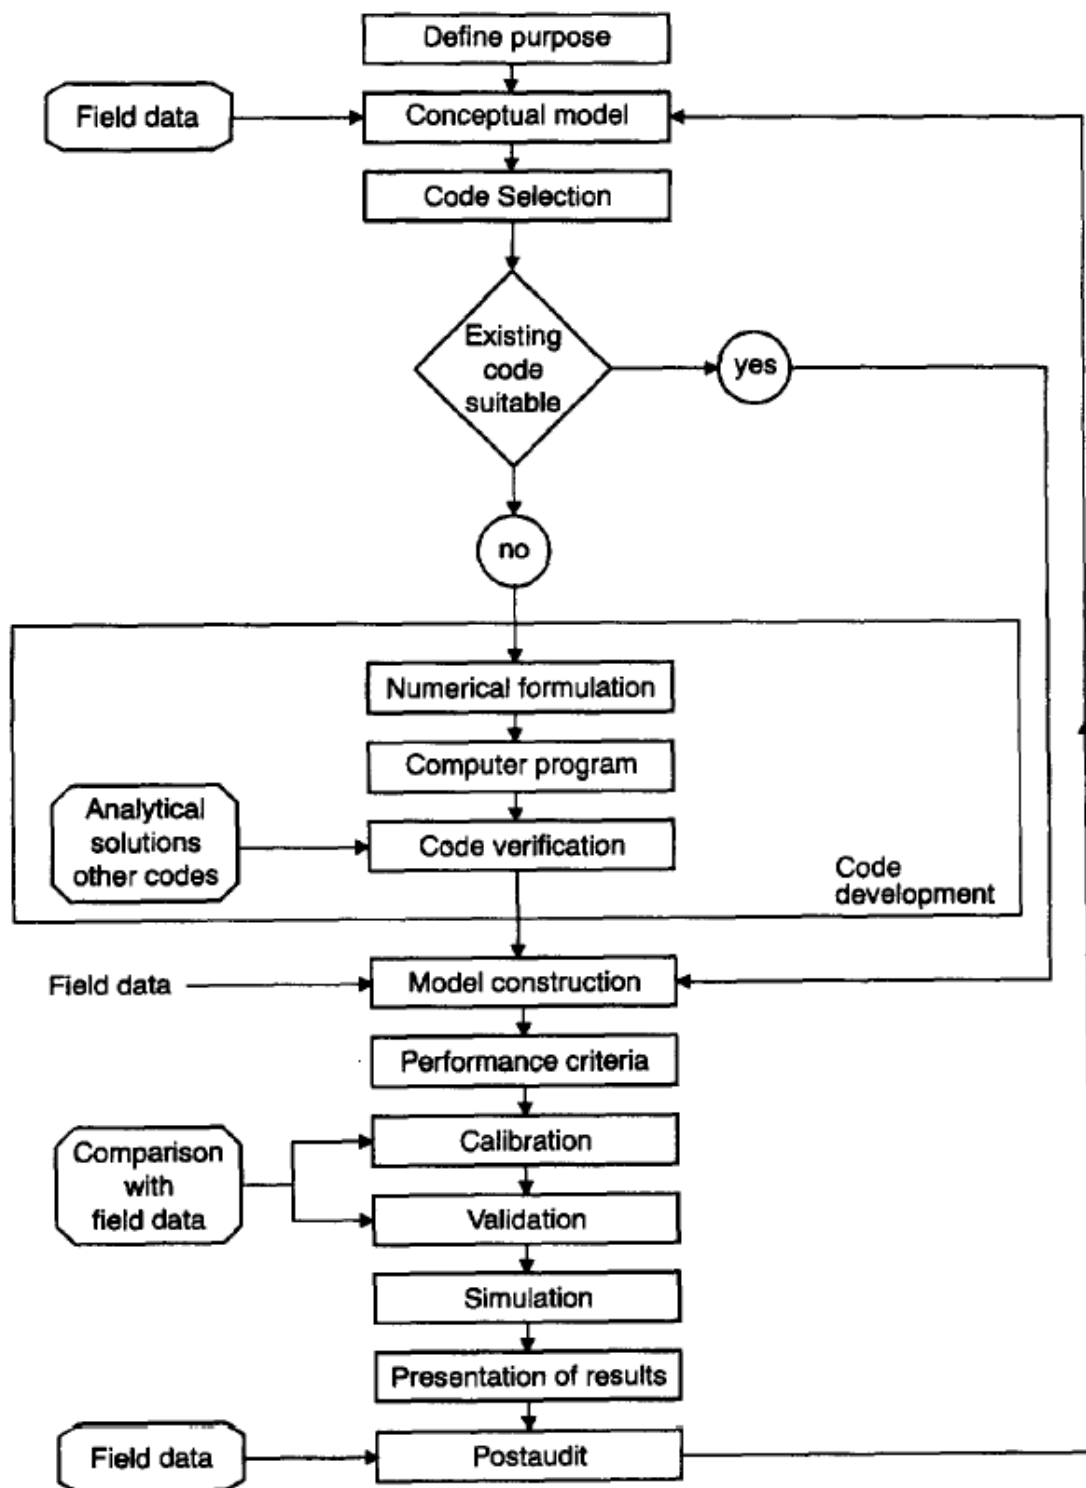 Define purpose
Field data
Conceptual model
Code Selection
Existing
code
suitable
yes
no
Numerical formulation
Computer program
Analytical
solutions
other codes
Code verification
Code
development
Field data
Model construction
Performance criteria
Comparison
with
field data
Calibration
Validation
Simulation
Presentation of results
Field data
Postaudit